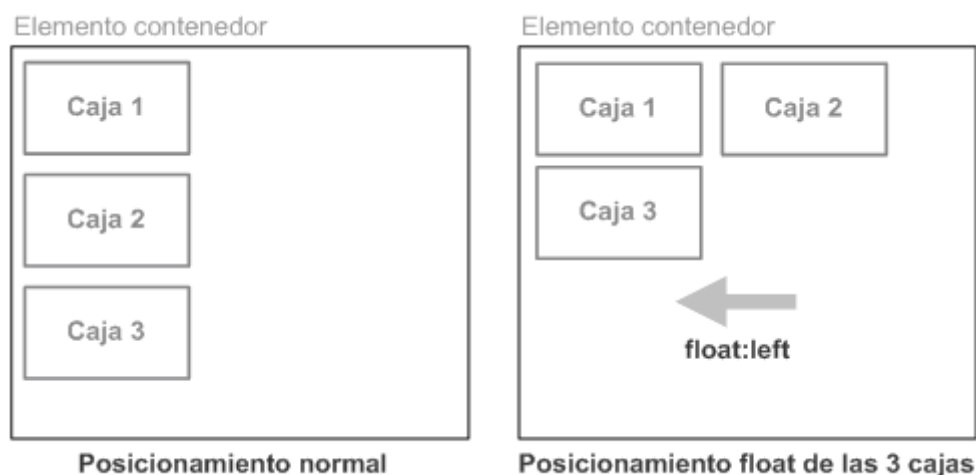 Elemento contenedor
Caja 1
Caja 2
Caja 3
Posicionamiento normal
Elemento contenedor
Caja 1
Caja 2
Caja 3
float:left
Posicionamiento float de las 3 cajas